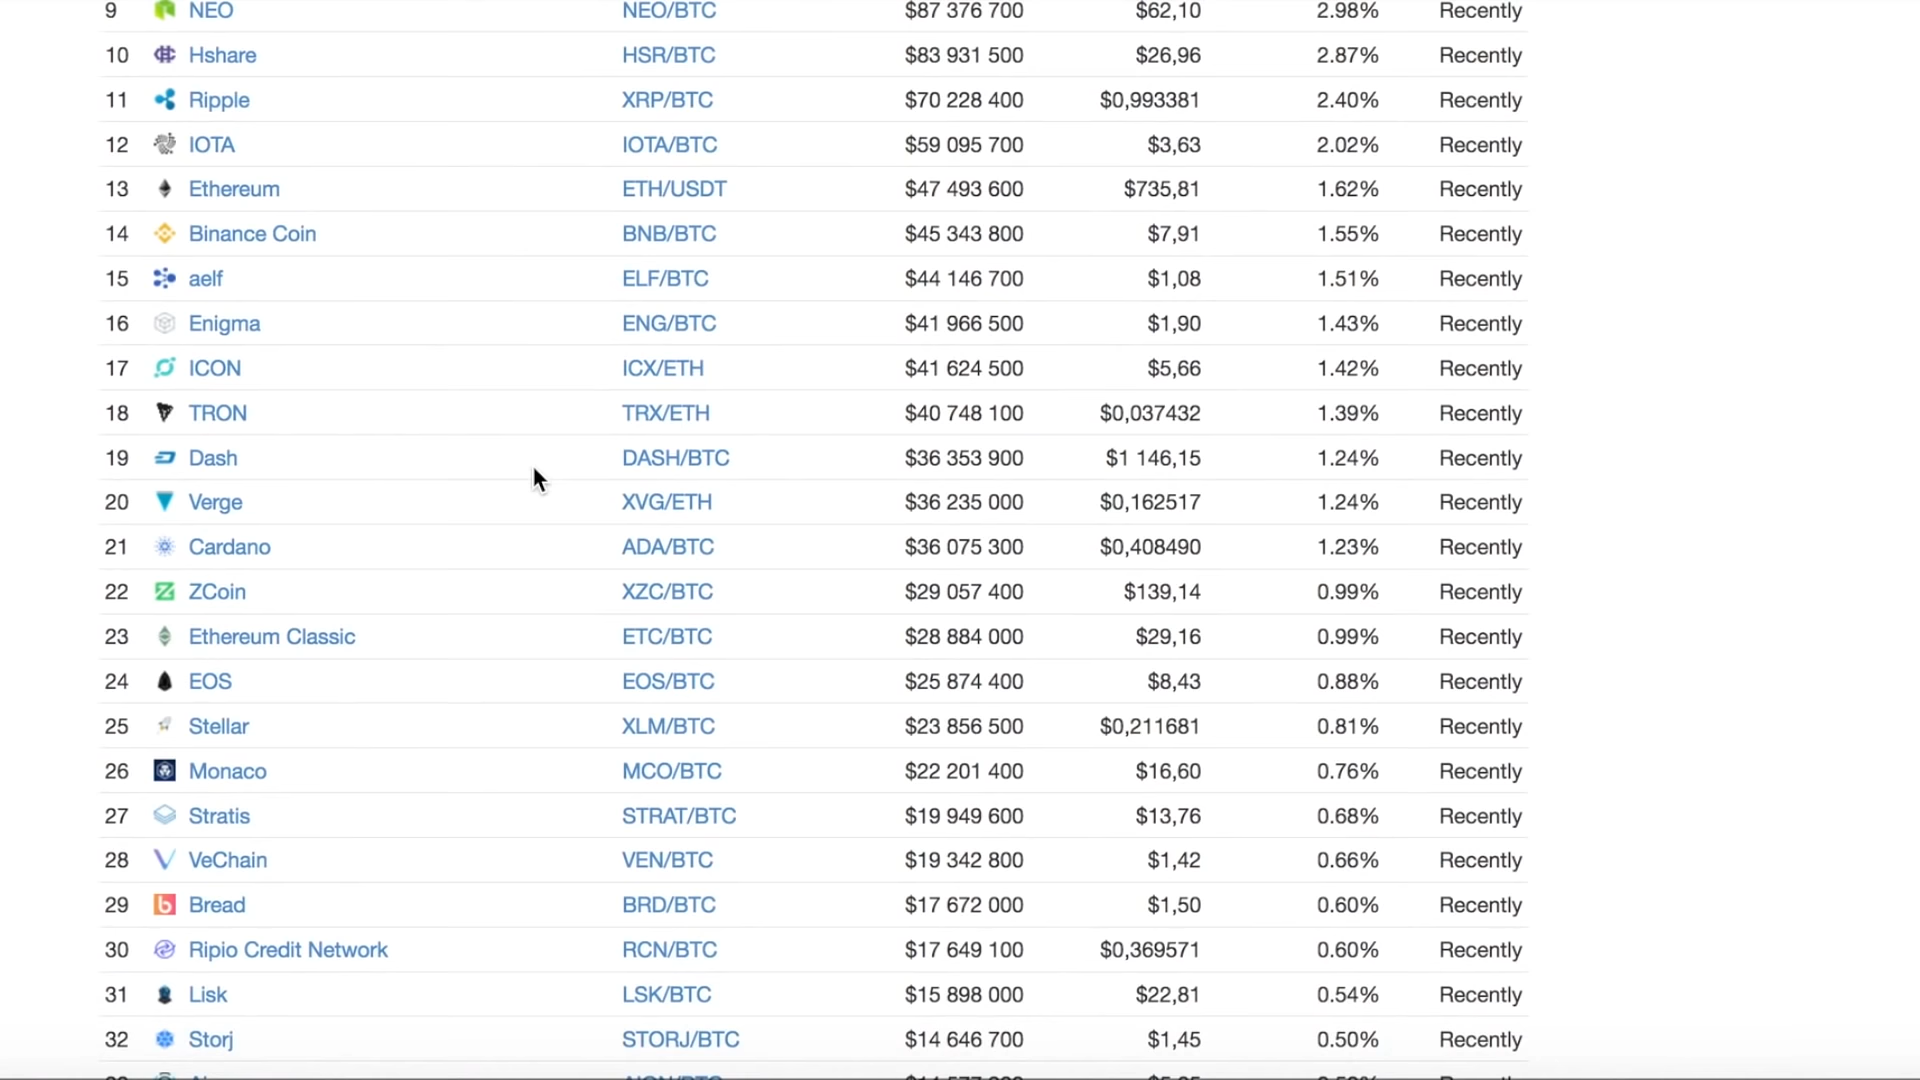 9 NEO NEO/BTC $87 376 700 $62,10 2.98% Recently
10 Hshare HSR/BTC $83 931 500 $26,96 2.87% Recently
11 Ripple XRP/BTC $70 228 400 $0,993381 2.40% Recently
12 IOTA IOTA/BTC $59 095 700 $3,63 2.02% Recently
13 Ethereum ETH/USDT $47 493 600 $735,81 1.62% Recently
14 Binance Coin BNB/BTC $45 343 800 $7,91 1.55% Recently
15 aelf ELF/BTC $44 146 700 $1,08 1.51% Recently
16 Enigma ENG/BTC $41 966 500 $1,90 1.43% Recently
17 ICON ICX/ETH $41 624 500 $5,66 1.42% Recently
18 TRON TRX/ETH $40 748 100 $0,037432 1.39% Recently
19 Dash DASH/BTC $36 353 900 $1 146,15 1.24% Recently
20 Verge XVG/ETH $36 235 000 $0,162517 1.24% Recently
21 Cardano ADA/BTC $36 075 300 $0,408490 1.23% Recently
22 ZCoin XZC/BTC $29 057 400 $139,14 0.99% Recently
23 Ethereum Classic ETC/BTC $28 884 000 $29,16 0.99% Recently
24 EOS EOS/BTC $25 874 400 $8,43 0.88% Recently
25 Stellar XLM/BTC $23 856 500 $0,211681 0.81% Recently
26 Monaco MCO/BTC $22 201 400 $16,60 0.76% Recently
27 Stratis STRAT/BTC $19 949 600 $13,76 0.68% Recently
28 VeChain VEN/BTC $19 342 800 $1,42 0.66% Recently
29 Bread BRD/BTC $17 672 000 $1,50 0.60% Recently
30 Ripio Credit Network RCN/BTC $17 649 100 $0,369571 0.60% Recently
31 Lisk LSK/BTC $15 898 000 $22,81 0.54% Recently
32 Storj STORJ/BTC $14 646 700 $1,45 0.50% Recently